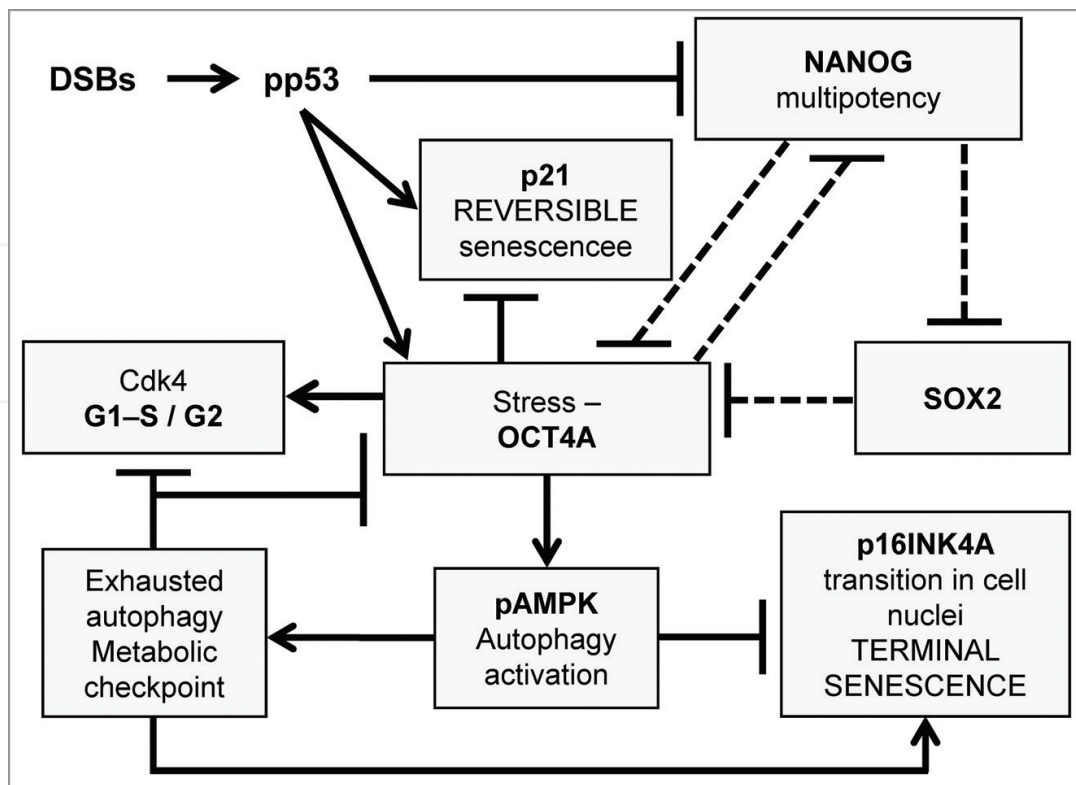 DSBs
pp53
NANOG
multipotency
p21
REVERSIBLE
senescencee
Cdk4
G1–S / G2
Stress –
OCT4A
SOX2
Exhausted
autophagy
Metabolic
checkpoint
pAMPK
Autophagy
activation
p16INK4A
transition in cell
nuclei
TERMINAL
SENESCENCE